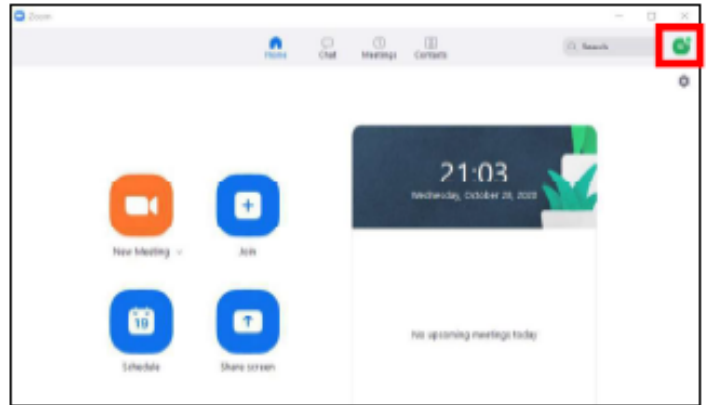 Zoom
Home
Chat
Meetings
Contacts
Search
21:03
Wednesday, October 28, 2020
New Meeting
Join
19
Schedule
Share screen
No upcoming meetings today